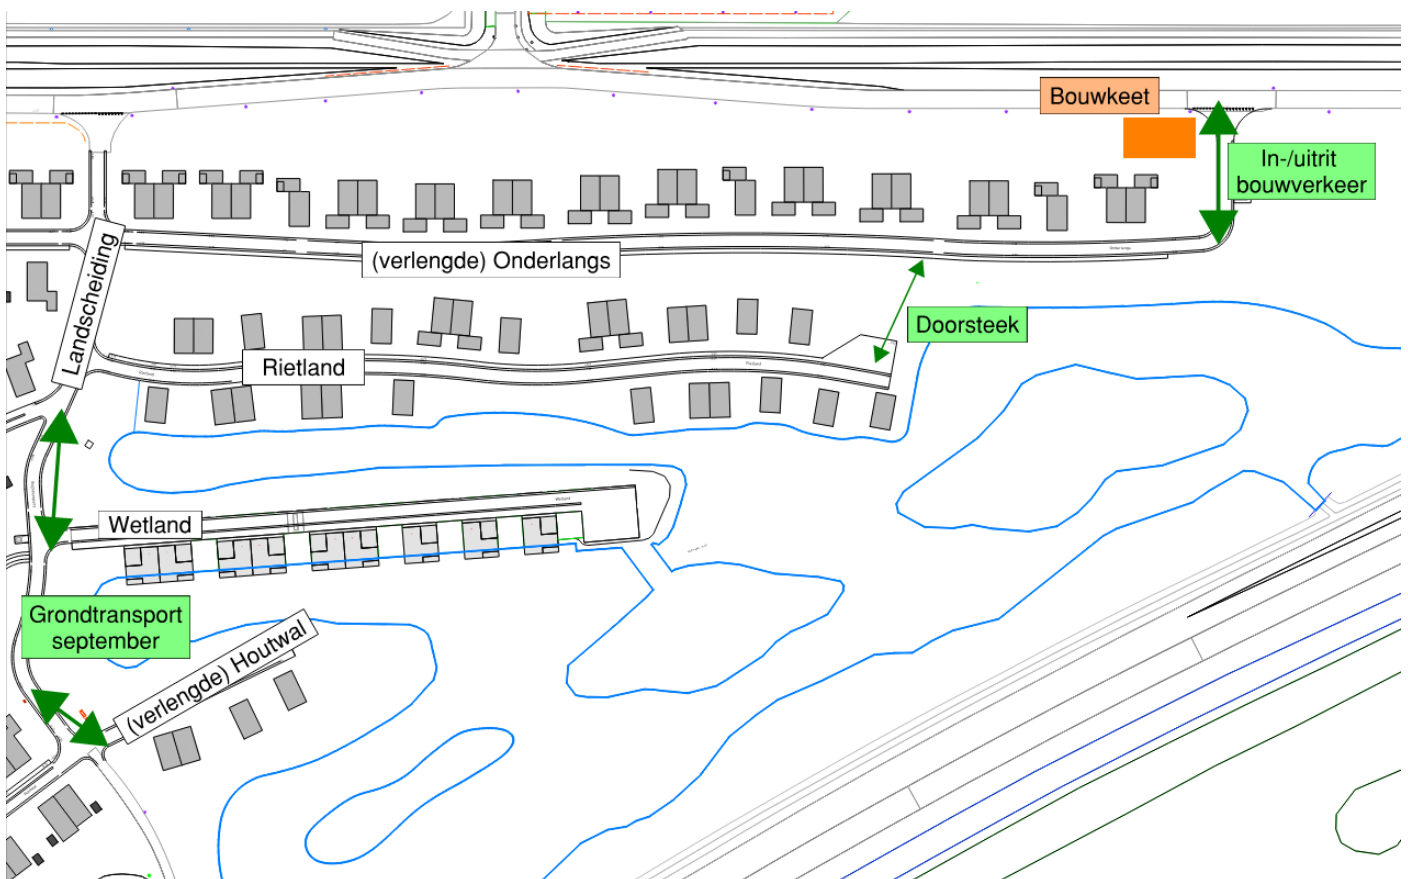 Bouwkeet
In-/uitrit
bouwverkeer
Landscheiding
(verlengde) Onderlangs
Doorsteek
Rietland
Wetland
Grondtransport
september
(verlengde) Houtwal